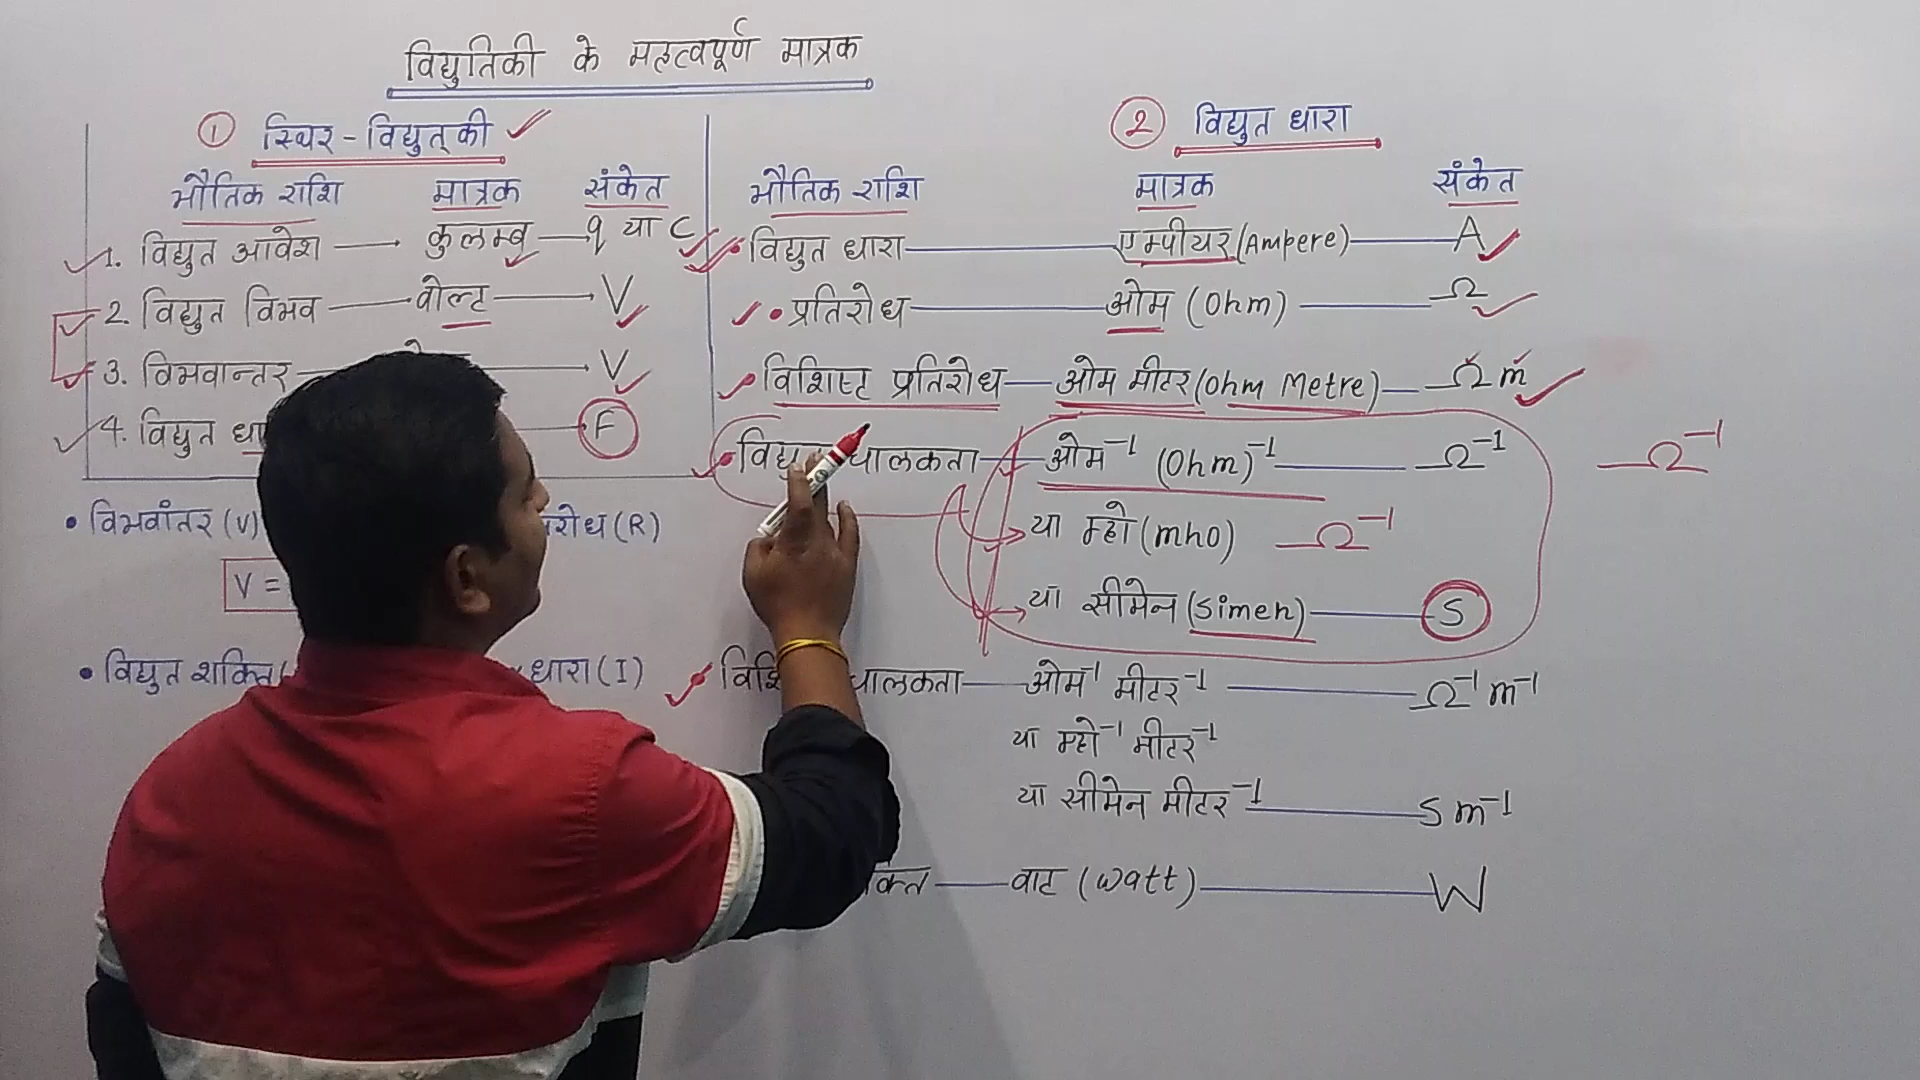 विद्युतिकी के महत्वपूर्ण मात्रक
① स्थिर - विद्युत्की
भौतिक राशि मात्रक संकेत
1. विद्युत आवेश कुलम्ब q या C
2. विद्युत विभव वोल्ट V
3. विभवान्तर V
4. विद्युत F
• विभवांतर (V) (R)
V =
• विद्युत शक्ति धारा (I)
② विद्युत धारा
भौतिक राशि मात्रक संकेत
• विद्युत धारा एम्पीयर (Ampere) A
• प्रतिरोध ओम (Ohm) Ω
• विशिष्ट प्रतिरोध ओम मीटर (Ohm Metre) Ω m
• विद्युत चालकता ओम⁻¹ (Ohm)⁻¹ Ω⁻¹ Ω⁻¹
या म्हो (mho) Ω⁻¹
या सीमेन (Simen) S
• चालकता ओम⁻¹ मीटर⁻¹ Ω⁻¹ m⁻¹
या म्हो⁻¹ मीटर⁻¹
या सीमेन मीटर⁻¹ S m⁻¹
वाट (Watt) W